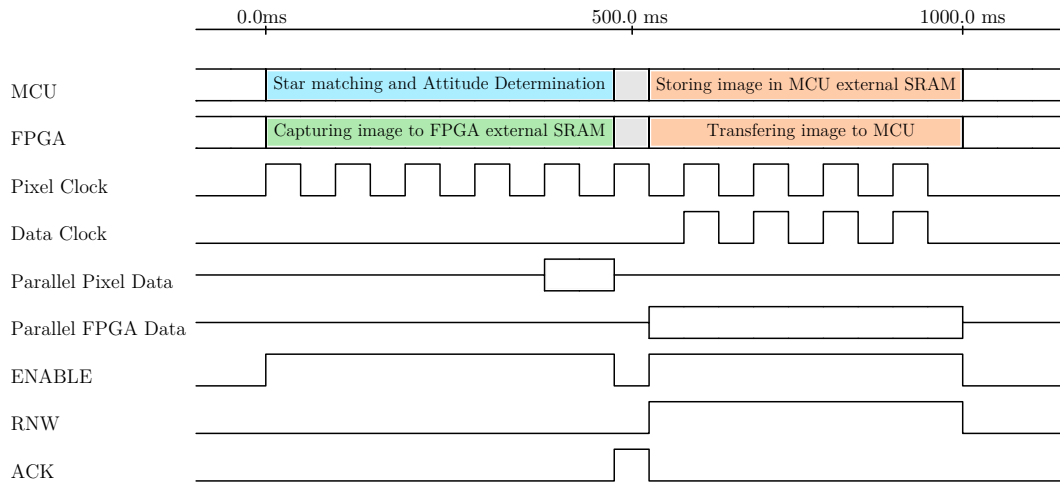 0.0ms 500.0 ms 1000.0 ms
MCU Star matching and Attitude Determination Storing image in MCU external SRAM
FPGA Capturing image to FPGA external SRAM Transfering image to MCU
Pixel Clock
Data Clock
Parallel Pixel Data
Parallel FPGA Data
ENABLE
RNW
ACK